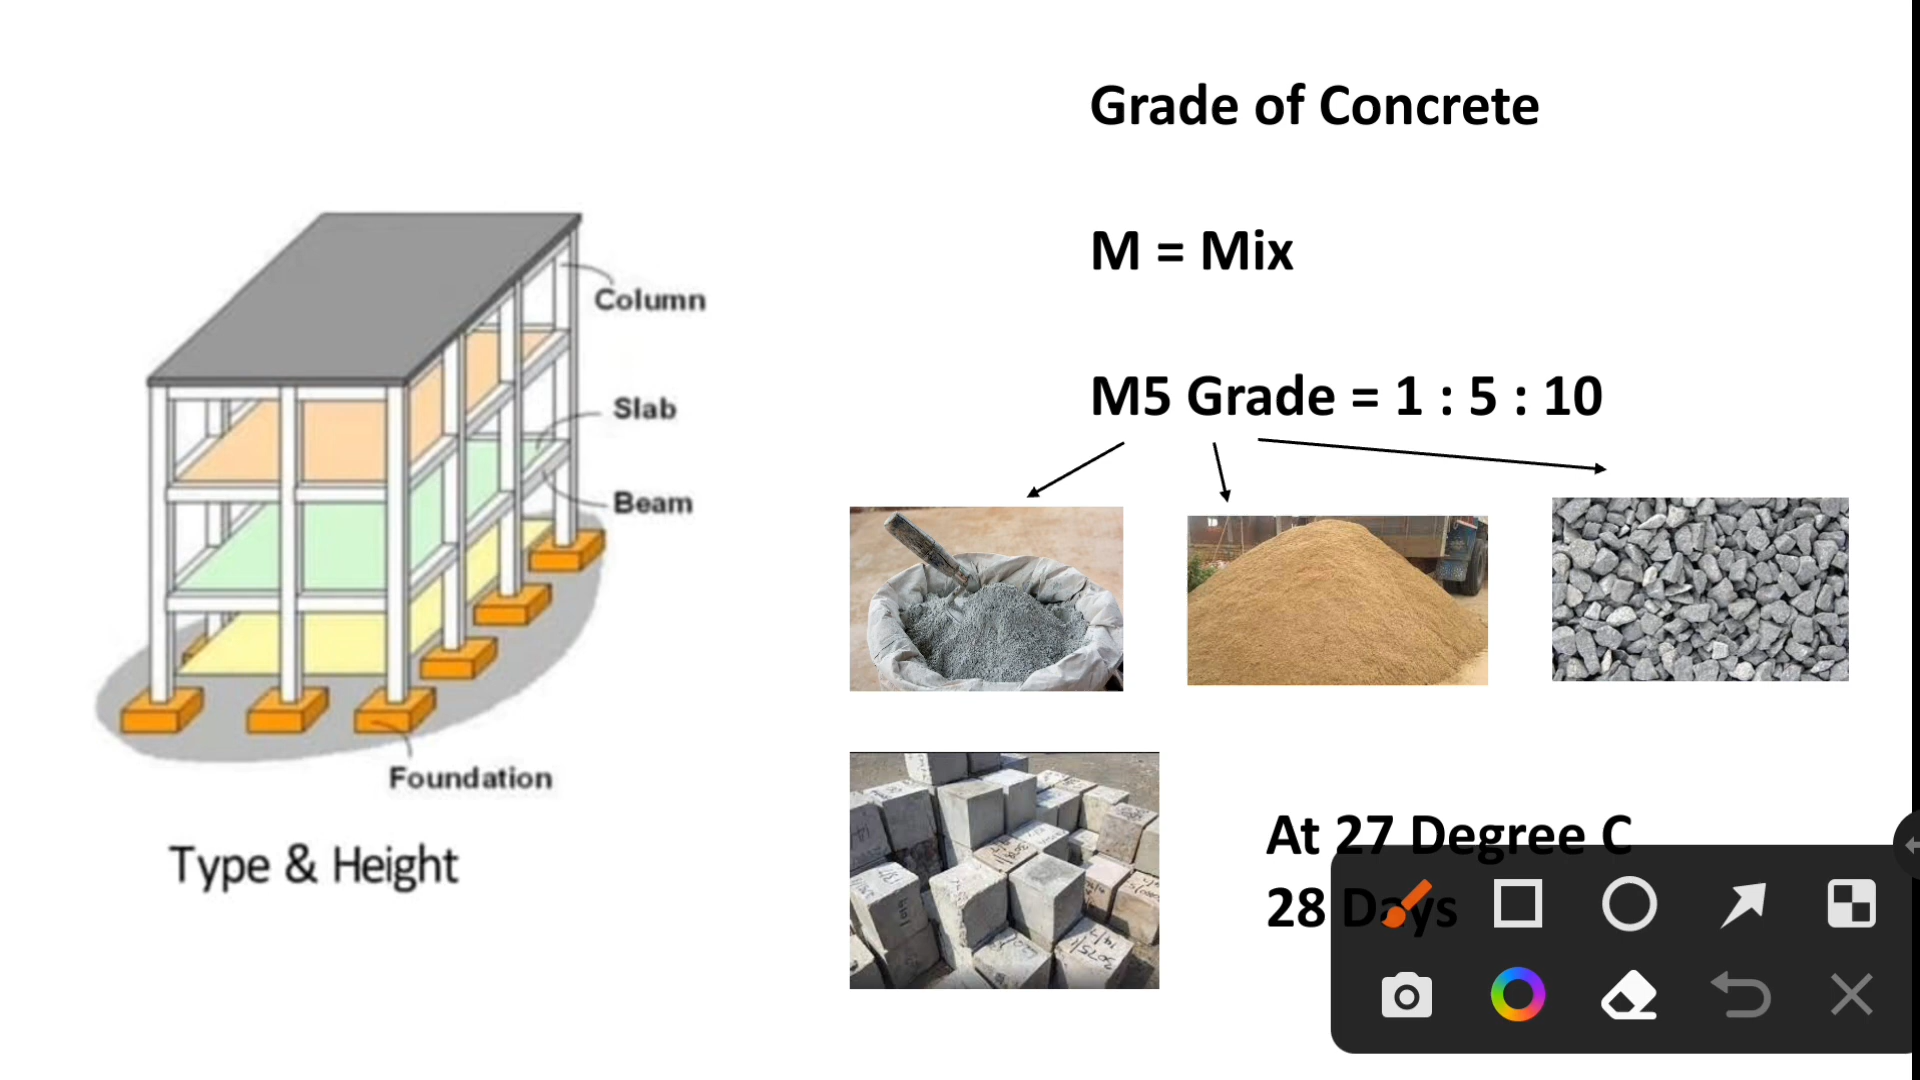 Grade of Concrete
M = Mix
M5 Grade = 1 : 5 : 10
Column
Slab
Beam
Foundation
Type & Height
At 27 Degree C
28 Days